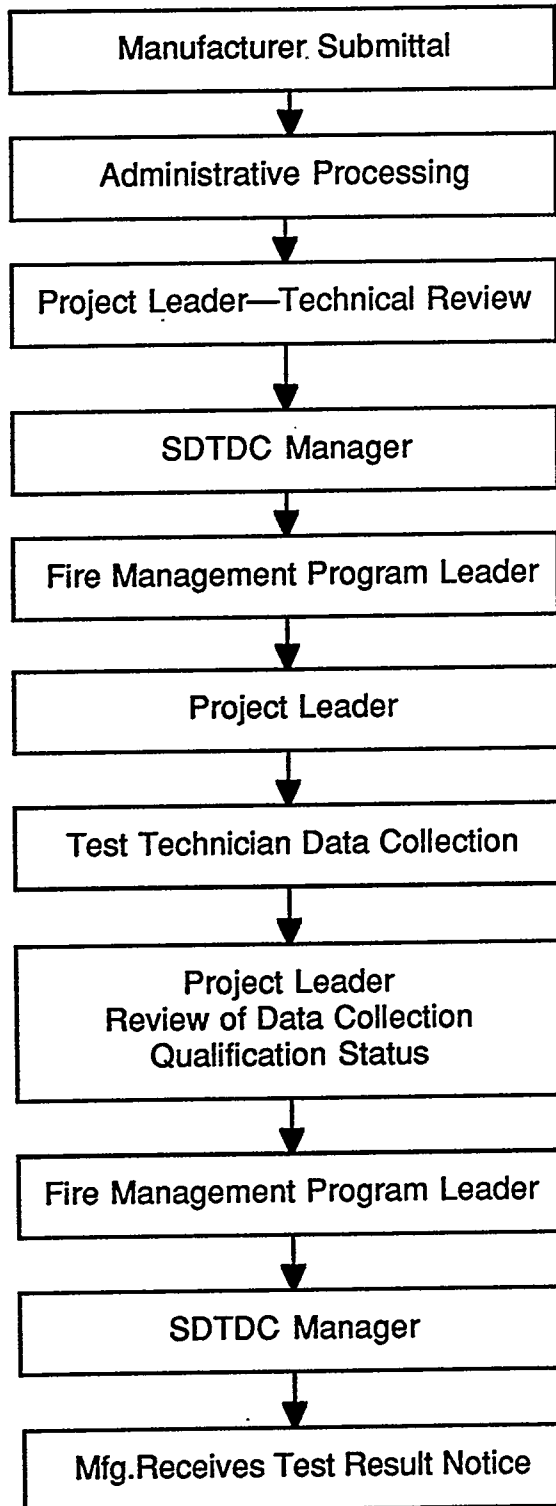 Manufacturer Submittal
Administrative Processing
Project Leader—Technical Review
SDTDC Manager
Fire Management Program Leader
Project Leader
Test Technician Data Collection
Project Leader
Review of Data Collection
Qualification Status
Fire Management Program Leader
SDTDC Manager
Mfg.Receives Test Result Notice